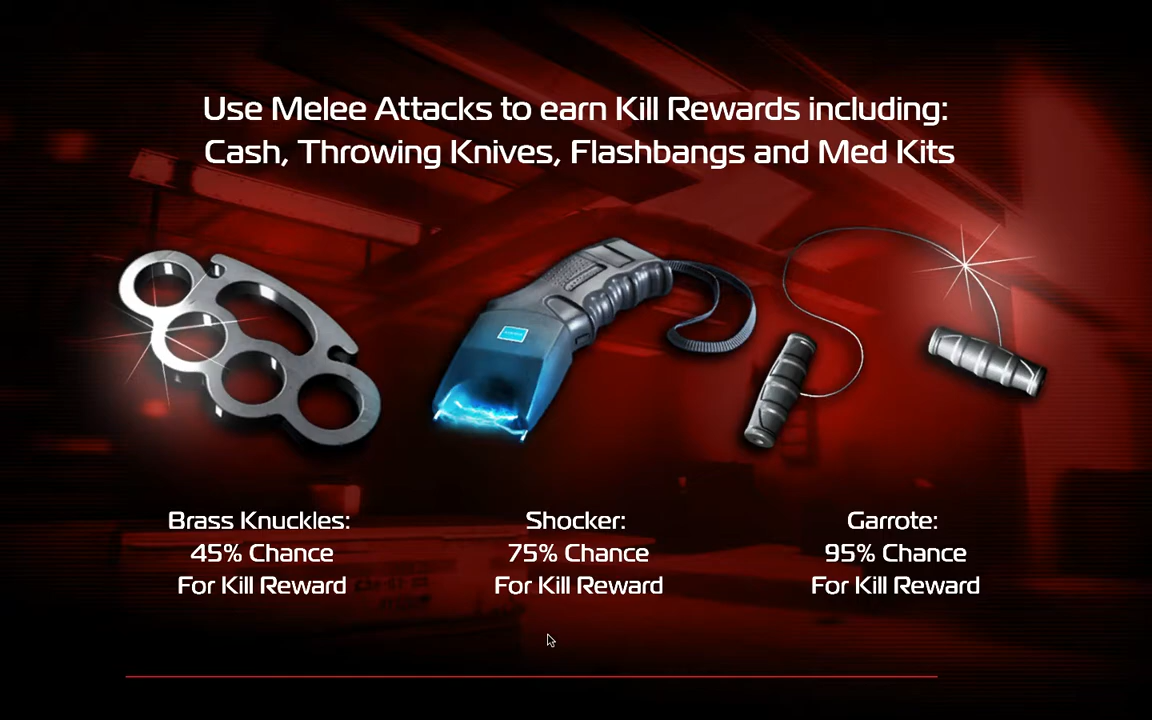 Use Melee Attacks to earn Kill Rewards including:
Cash, Throwing Knives, Flashbangs and Med Kits
Brass Knuckles:
45% Chance
For Kill Reward
Shocker:
75% Chance
For Kill Reward
Garrote:
95% Chance
For Kill Reward